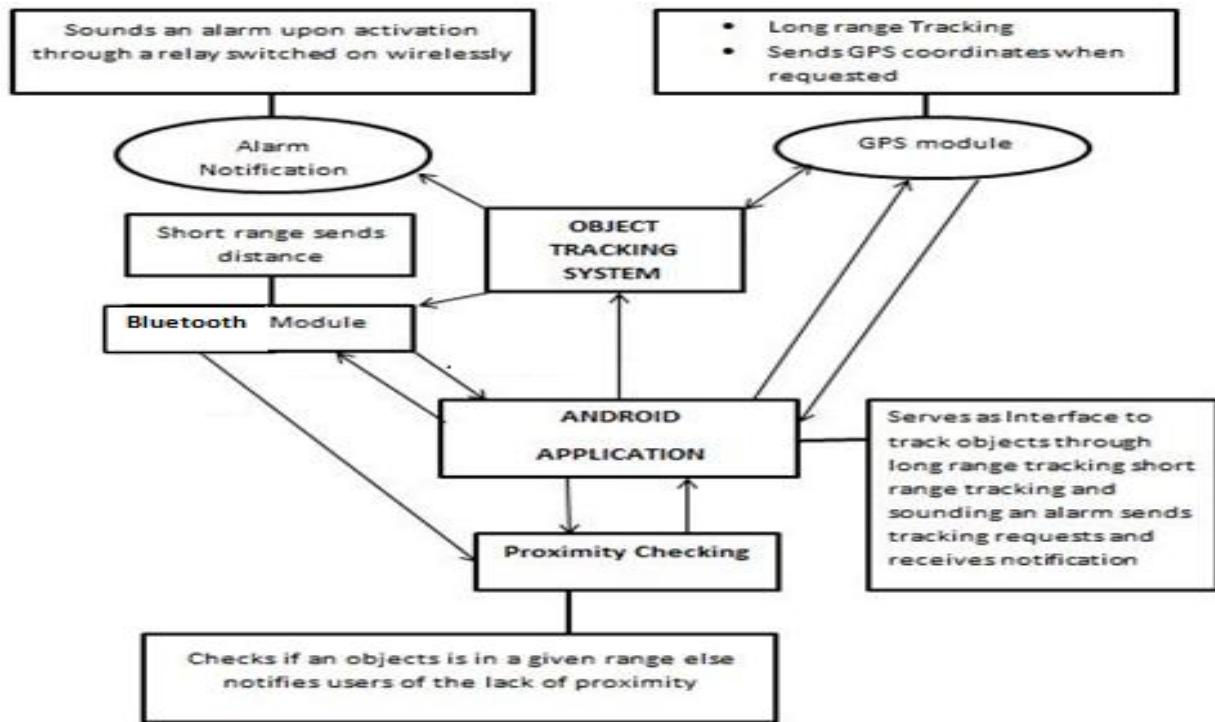 Sounds an alarm upon activation
through a relay switched on wirelessly
• Long range Tracking
• Sends GPS coordinates when
requested
Alarm
Notification
GPS module
OBJECT
TRACKING
SYSTEM
Short range sends
distance
Bluetooth Module
ANDROID
APPLICATION
Serves as Interface to
track objects through
long range tracking short
range tracking and
sounding an alarm sends
tracking requests and
receives notification
Proximity Checking
Checks if an objects is in a given range else
notifies users of the lack of proximity